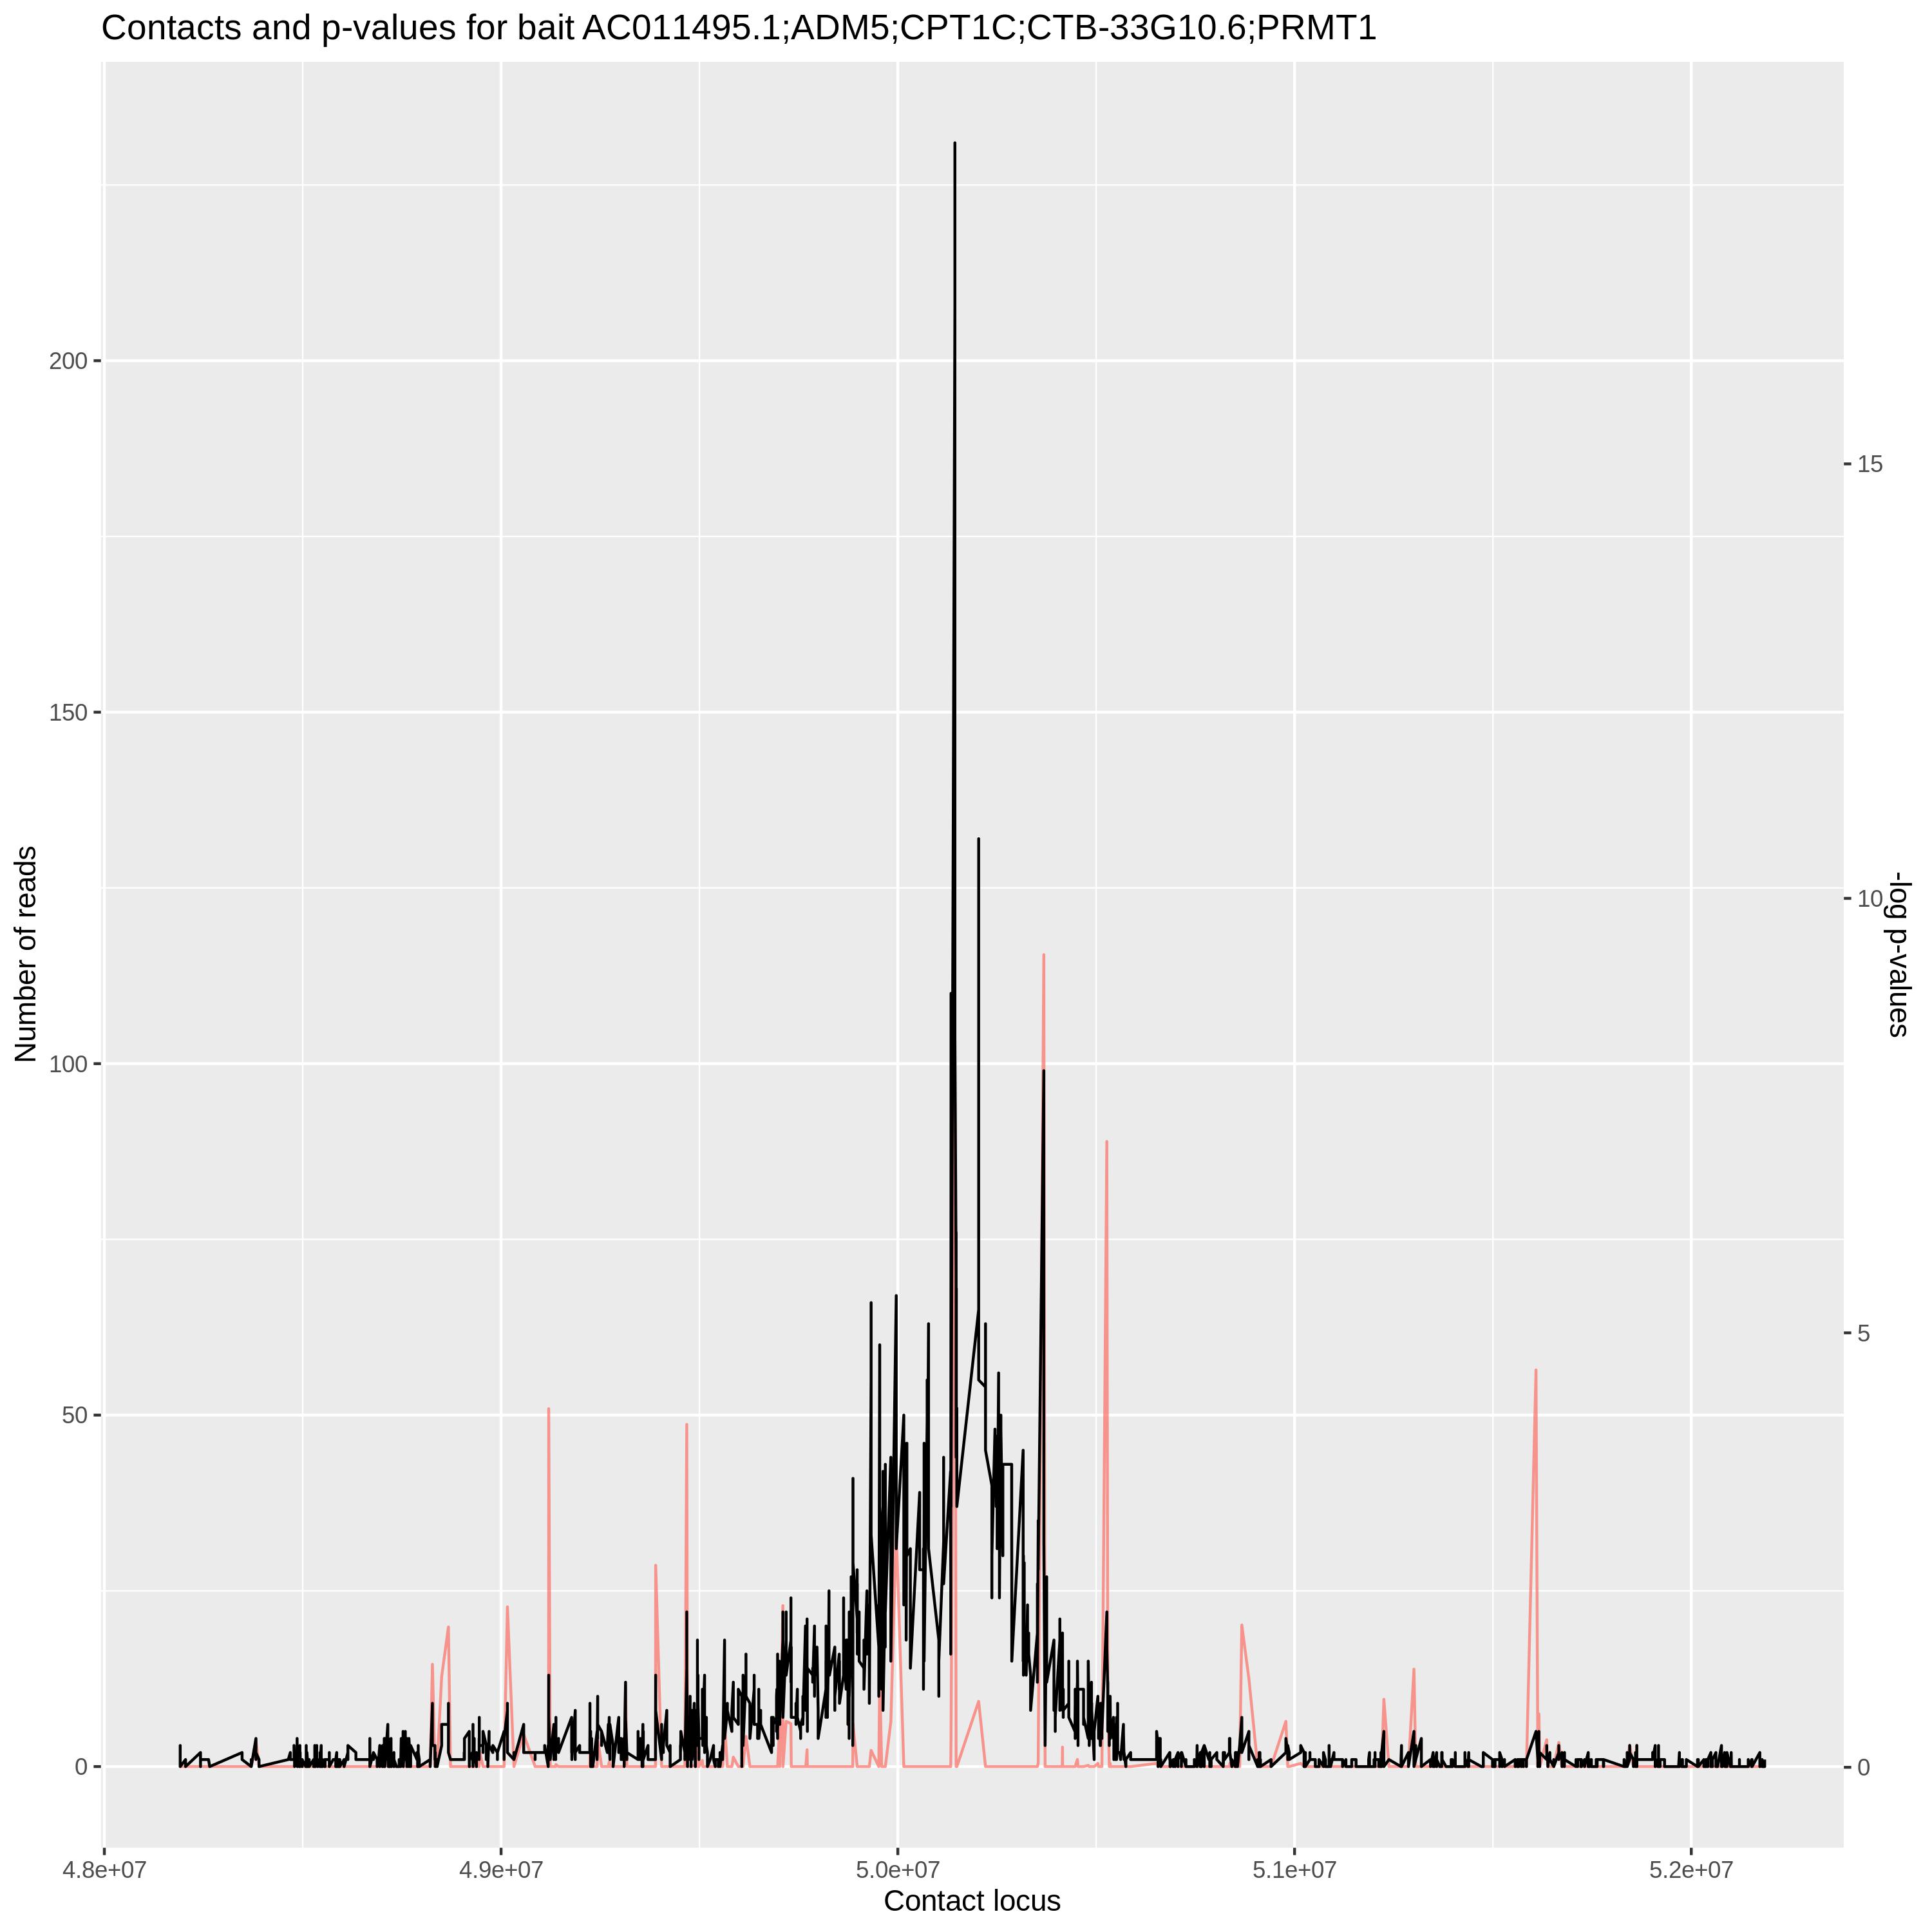 Contacts and p-values for bait AC011495.1;ADM5;CPT1C;CTB-33G10.6;PRMT1
200
150
100
50
0
Number of reads
15
10
5
0
-log p-values
4.8e+07
4.9e+07
5.0e+07
5.1e+07
5.2e+07
Contact locus